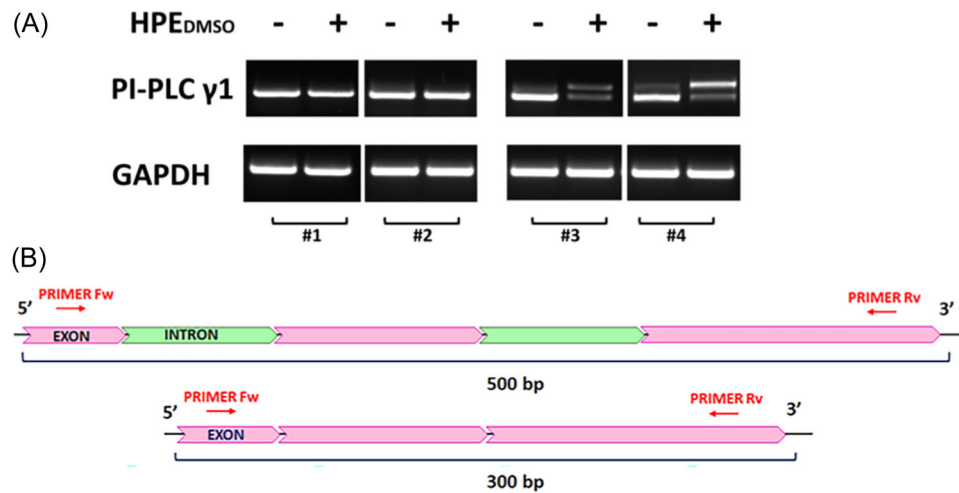 (A)
HPEDMSO - + - + - + - +
PI-PLC γ1
GAPDH
#1 #2 #3 #4
(B)
PRIMER Fw PRIMER Rv
5’ 3’
EXON INTRON
500 bp
PRIMER Fw PRIMER Rv
5’ 3’
EXON
300 bp